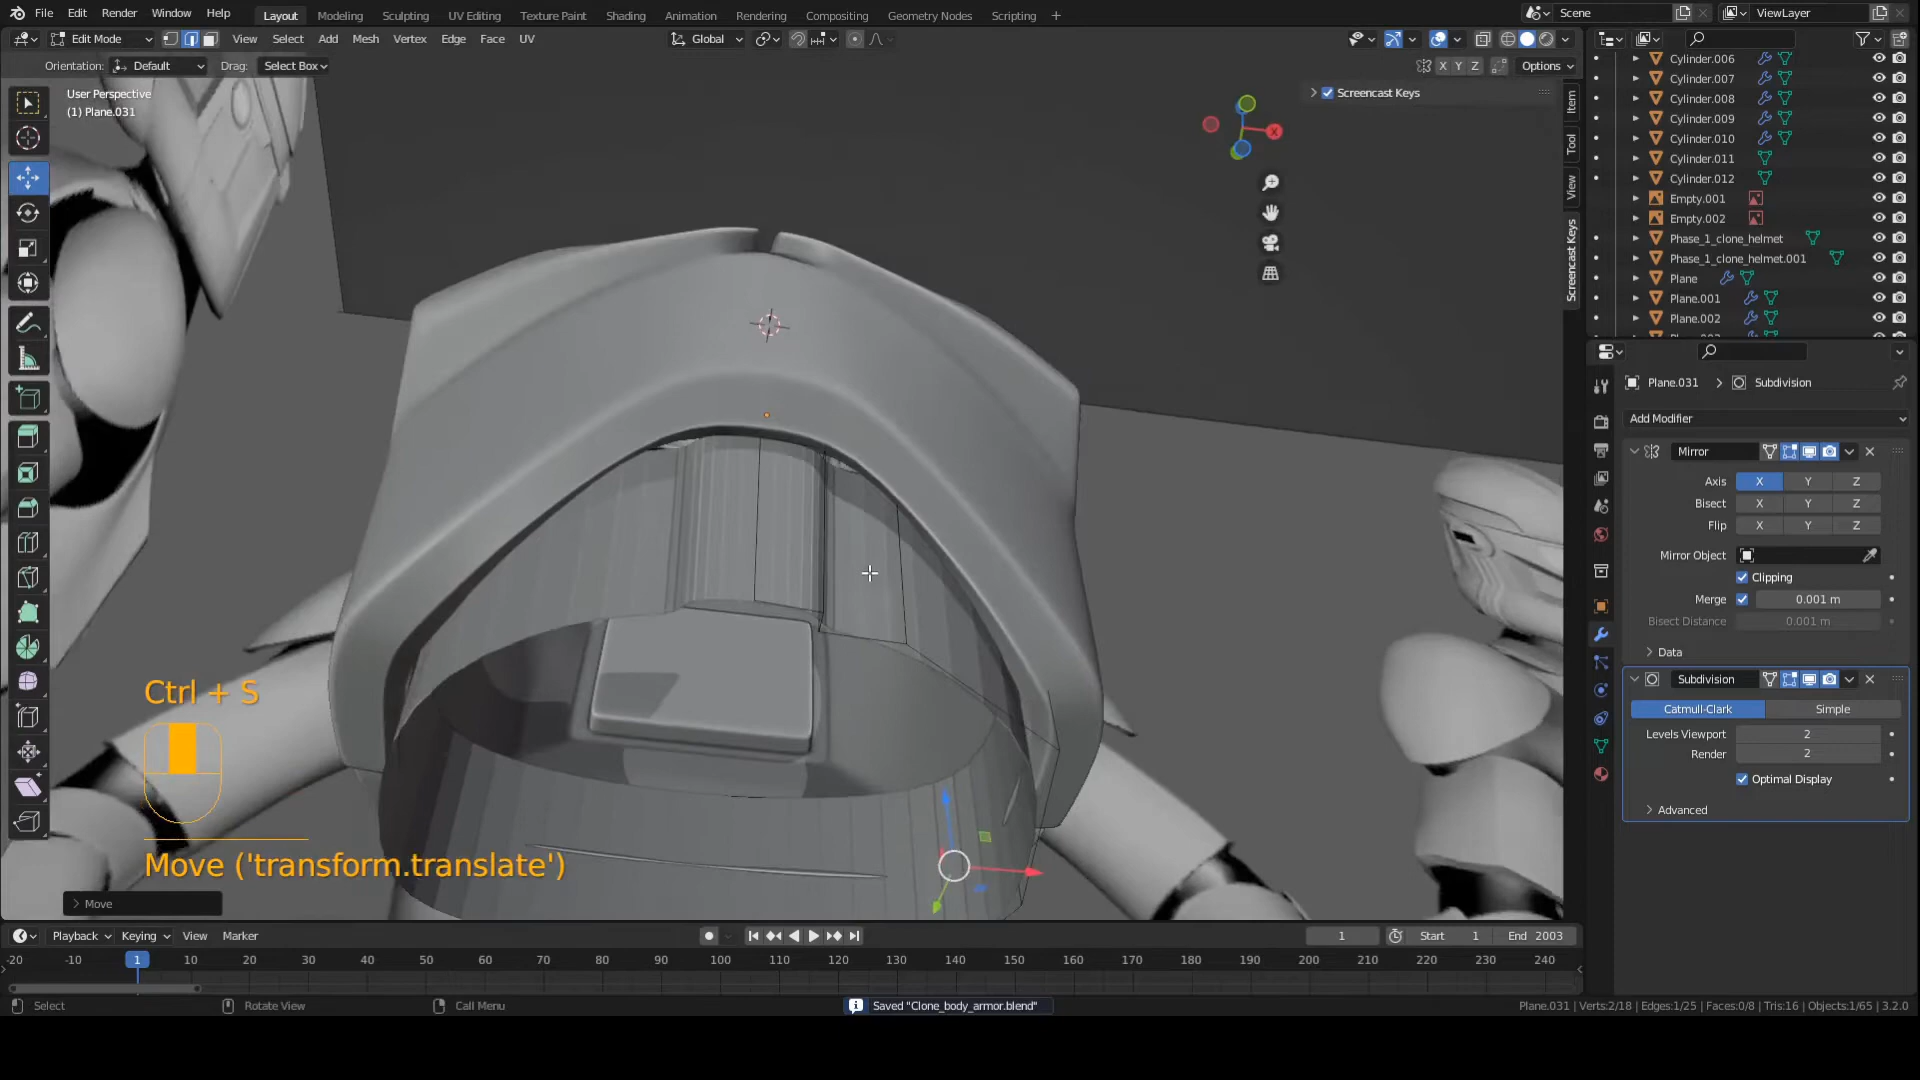 File Edit Render Window Help Layout Modeling Sculpting UV Editing Texture Paint Shading Animation Rendering Compositing Geometry Nodes Scripting + Scene ViewLayer
Edit Mode View Select Add Mesh Vertex Edge Face UV Global
Orientation: Default Drag: Select Box X Y Z Options
User Perspective
(1) Plane.031
Screencast Keys
Item
Tool
View
Screencast Keys
X
Cylinder.006
Cylinder.007
Cylinder.008
Cylinder.009
Cylinder.010
Cylinder.011
Cylinder.012
Empty.001
Empty.002
Phase_1_clone_helmet
Phase_1_clone_helmet.001
Plane
Plane.001
Plane.002
Plane.031 > Subdivision
Add Modifier
Mirror
Axis X Y Z
Bisect X Y Z
Flip X Y Z
Mirror Object
Clipping
Merge 0.001 m
Bisect Distance 0.001 m
Data
Subdivision
Catmull-Clark Simple
Levels Viewport 2
Render 2
Optimal Display
Advanced
Ctrl + S
Move ('transform.translate')
Move
Playback Keying View Marker 1 Start 1 End 2003
-20 -10 1 10 20 30 40 50 60 70 80 90 100 110 120 130 140 150 160 170 180 190 200 210 220 230 240
Select Rotate View Call Menu Saved "Clone_body_armor.blend" Plane.031 | Verts:2/18 | Edges:1/25 | Faces:0/8 | Tris:16 | Objects:1/65 | 3.2.0